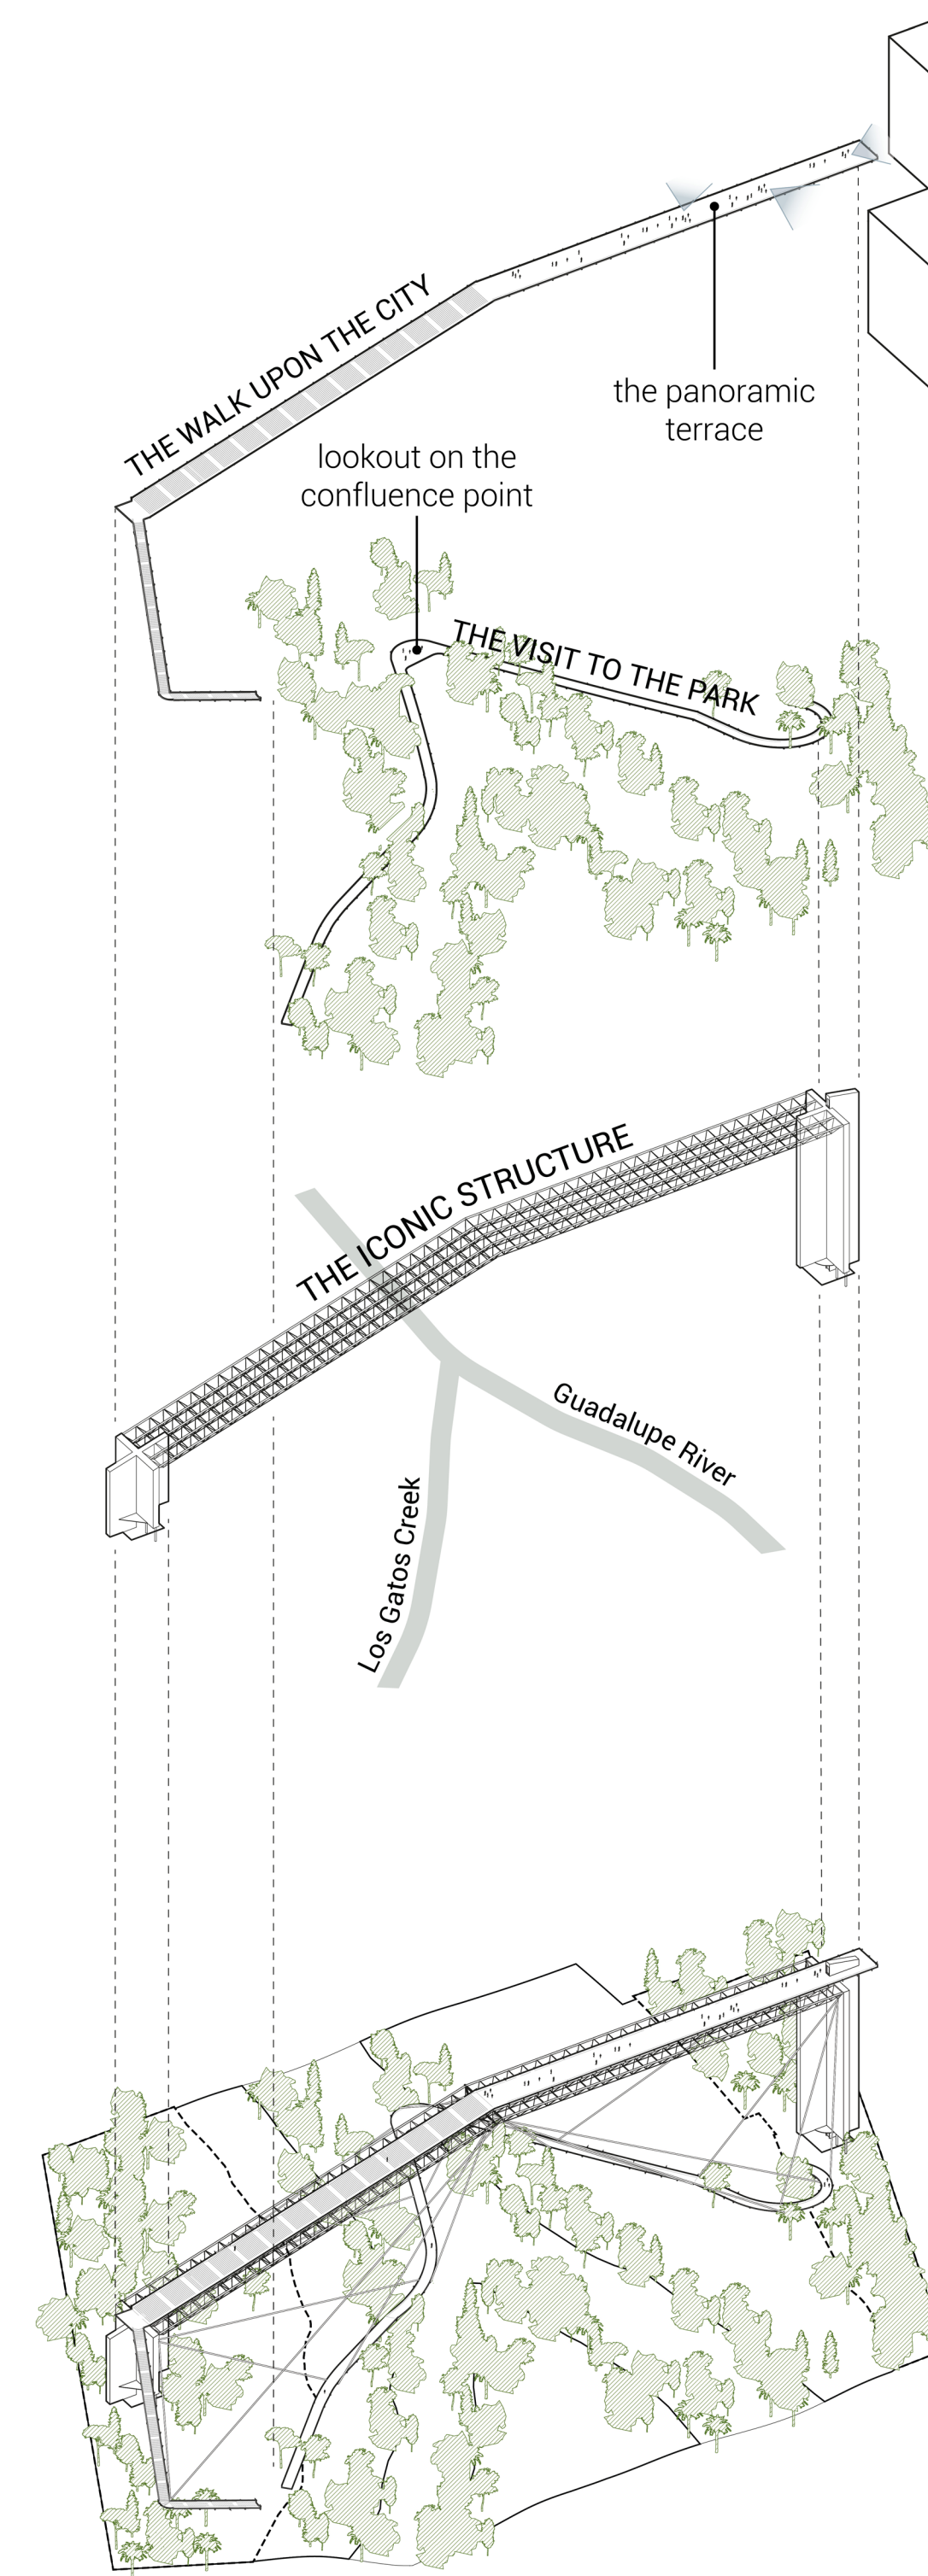 THE WALK UPON THE CITY
the panoramic
terrace
lookout on the
confluence point
THE VISIT TO THE PARK
THE ICONIC STRUCTURE
Guadalupe River
Los Gatos Creek